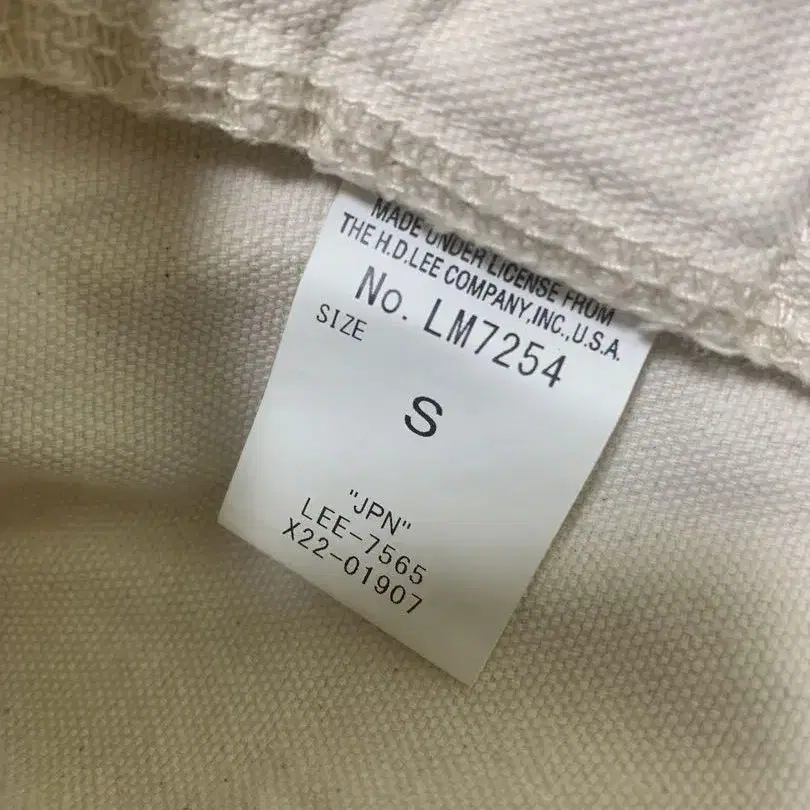 MADE UNDER LICENSE FROM
THE H.D.LEE COMPANY,INC.,U.S.A.
No. LM7254
SIZE
S
"JPN"
LEE-7565
X22-01907